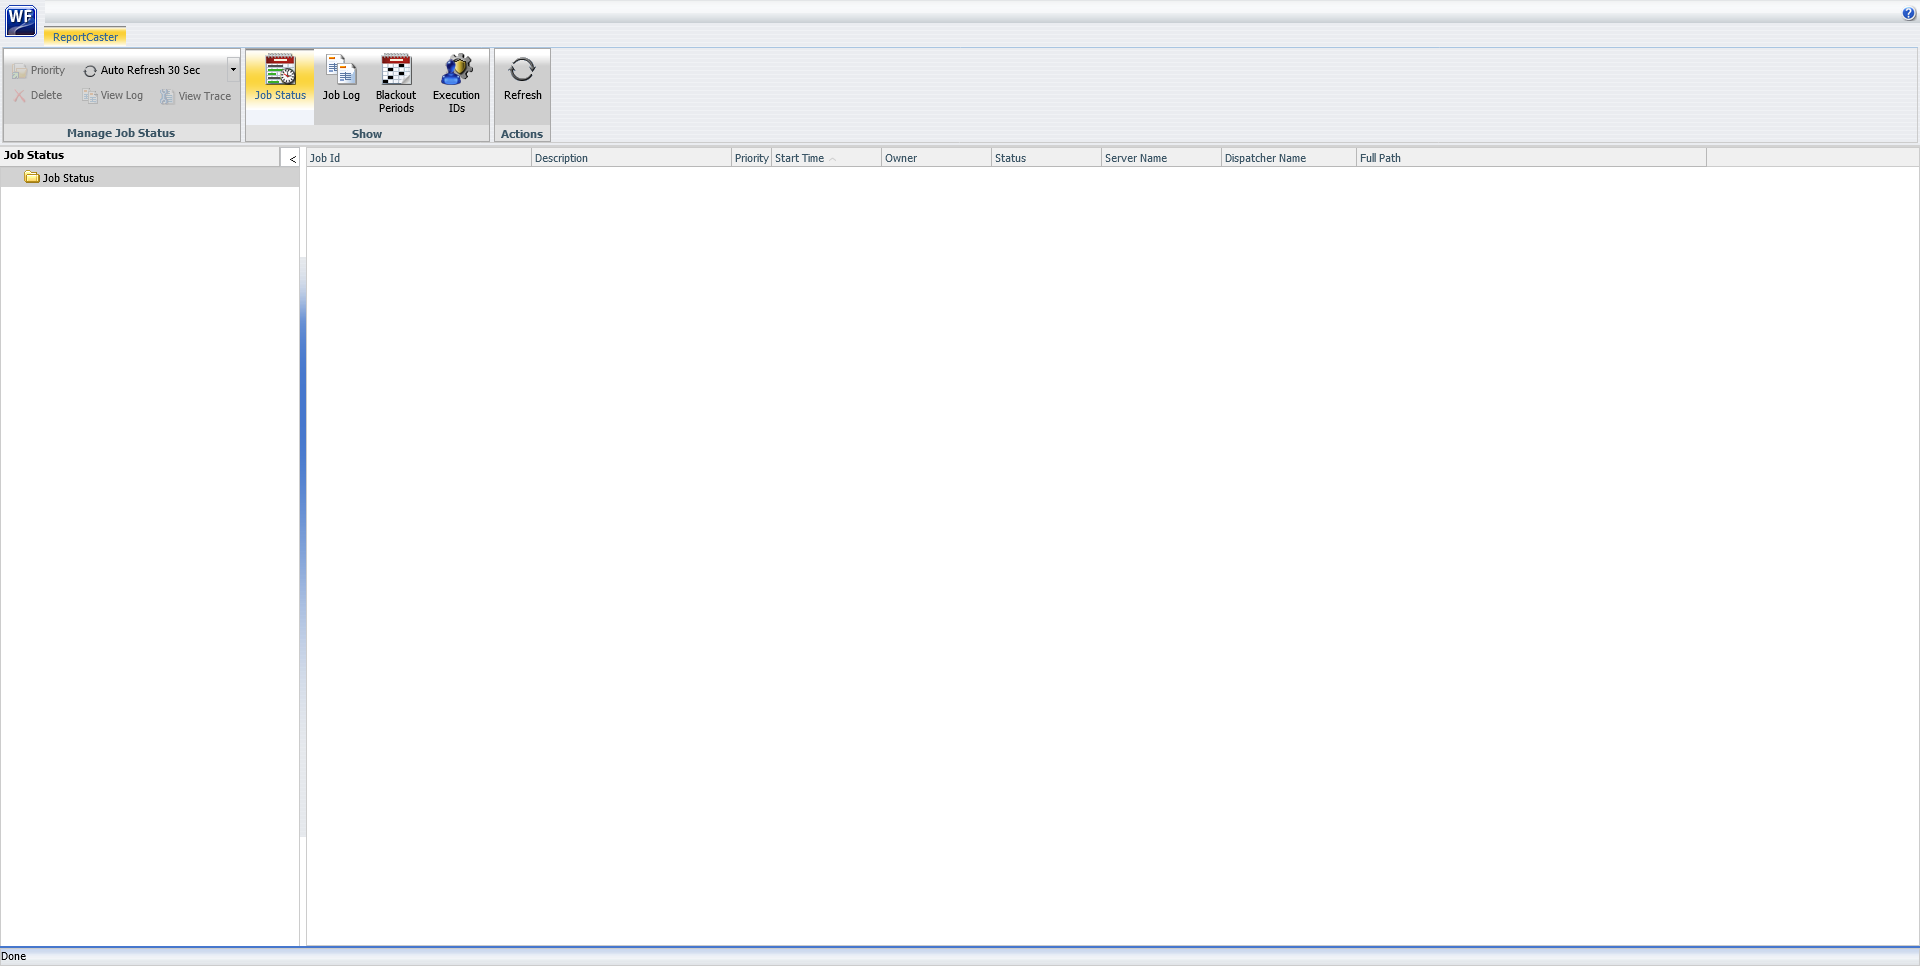 WF
?
ReportCaster
Priority
Auto Refresh 30 Sec
Delete
View Log
View Trace
Manage Job Status
Job Status
Job Log
Blackout
Periods
Execution
IDs
Show
Refresh
Actions
Job Status
<
Job Status
Job Id
Description
Priority
Start Time
Owner
Status
Server Name
Dispatcher Name
Full Path
Done